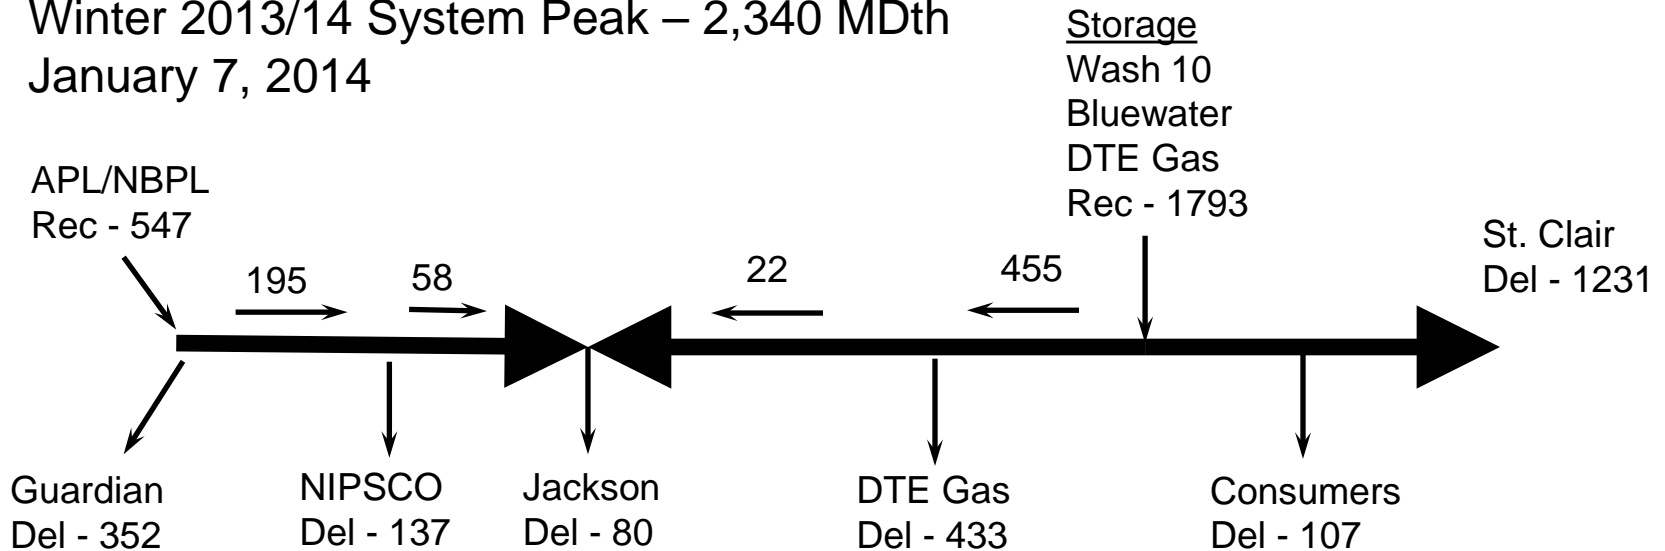 Winter 2013/14 System Peak – 2,340 MDth
January 7, 2014
Storage
Wash 10
Bluewater
DTE Gas
Rec - 1793
APL/NBPL
Rec - 547
St. Clair
Del - 1231
195
58
22
455
Guardian
Del - 352
NIPSCO
Del - 137
Jackson
Del - 80
DTE Gas
Del - 433
Consumers
Del - 107